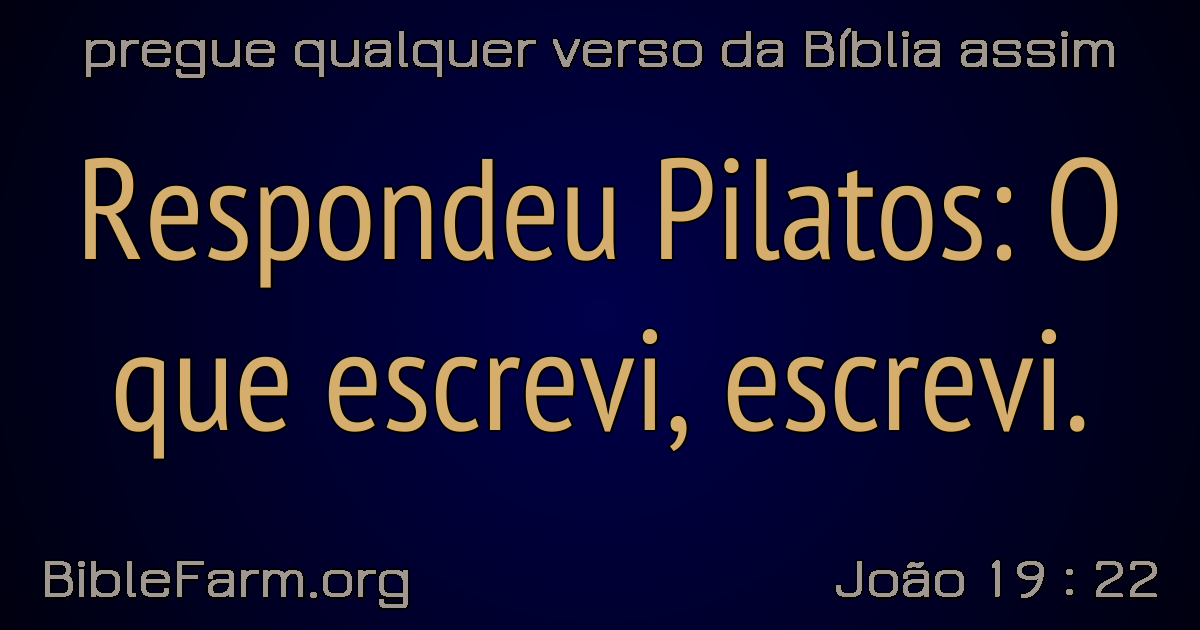 pregue qualquer verso da Bíblia assim
Respondeu Pilatos: O
que escrevi, escrevi.
BibleFarm.org
João 19 : 22